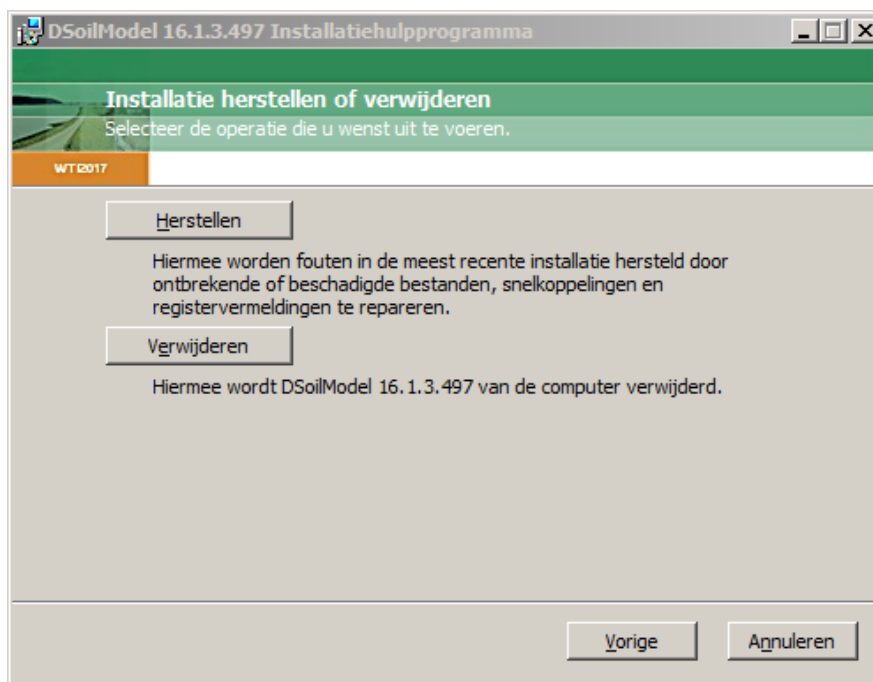 DSoilModel 16.1.3.497 Installatiehulpprogramma
Installatie herstellen of verwijderen
Selecteer de operatie die u wenst uit te voeren.
WTI2017
Herstellen
Hiermee worden fouten in de meest recente installatie hersteld door
ontbrekende of beschadigde bestanden, snelkoppelingen en
registervermeldingen te repareren.
Verwijderen
Hiermee wordt DSoilModel 16.1.3.497 van de computer verwijderd.
Vorige
Annuleren